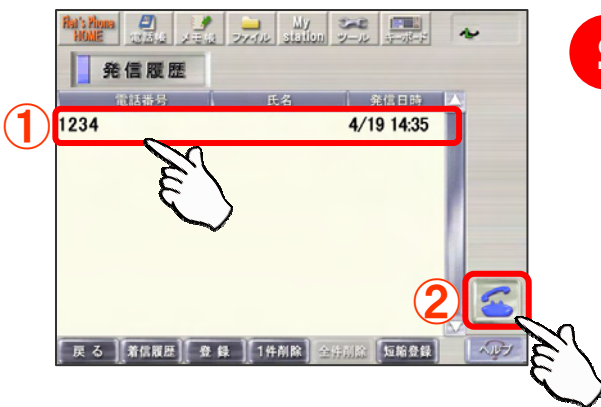 Flet's Phone HOME 電話帳 メモ帳 ファイル My station ツール キーボード
発信履歴
電話番号 氏名 発信日時
① 1234 4/19 14:35
②
戻る 着信履歴 登録 1件削除 全件削除 短縮登録 ヘルプ